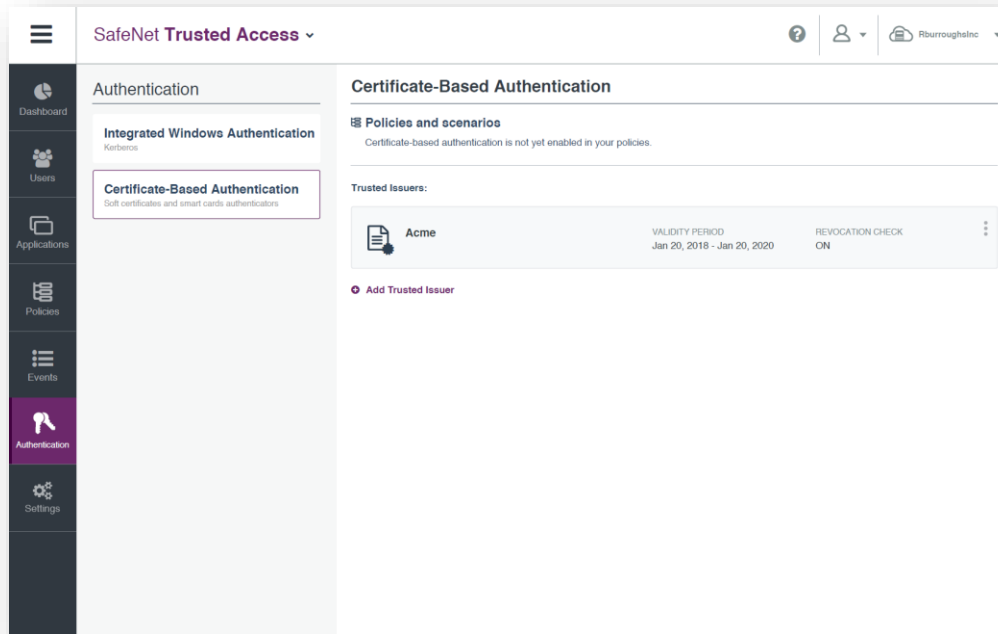 SafeNet Trusted Access
RburroughsInc
Dashboard
Users
Applications
Policies
Events
Authentication
Settings
Authentication
Integrated Windows Authentication
Kerberos
Certificate-Based Authentication
Soft certificates and smart cards authenticators
Certificate-Based Authentication
Policies and scenarios
Certificate-based authentication is not yet enabled in your policies.
Trusted Issuers:
Acme
VALIDITY PERIOD
Jan 20, 2018 - Jan 20, 2020
REVOCATION CHECK
ON
Add Trusted Issuer